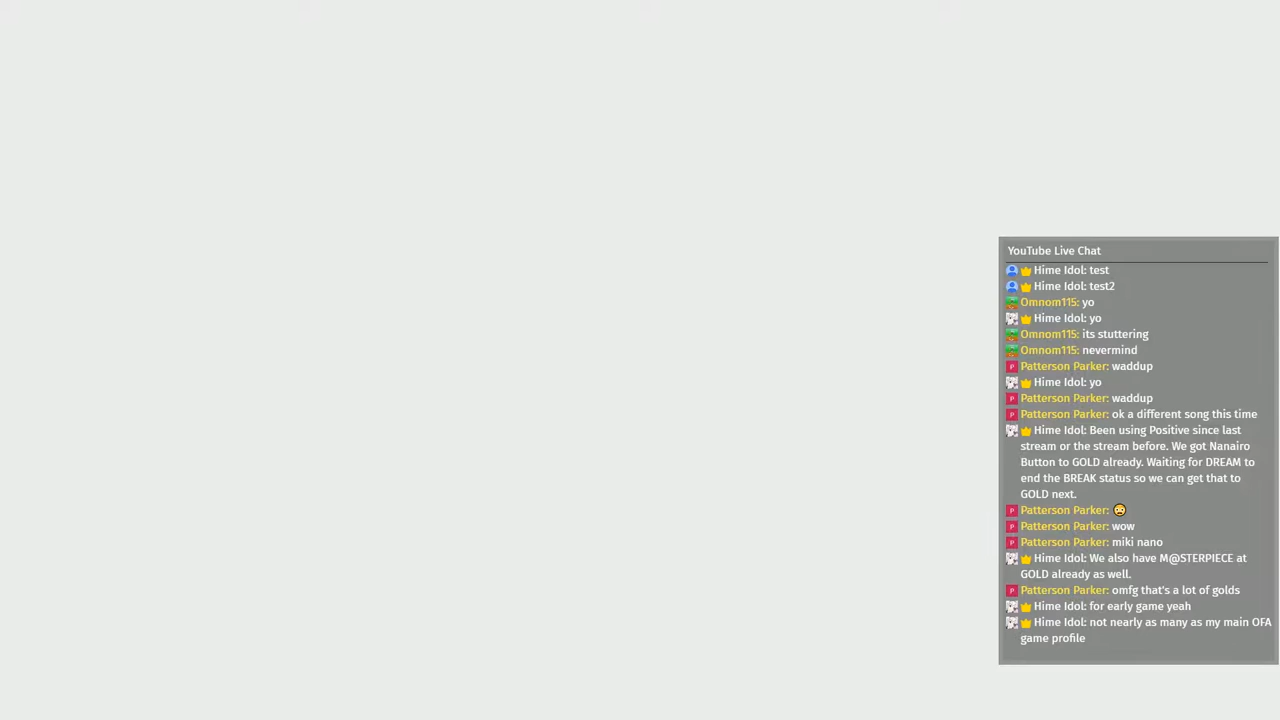 YouTube Live Chat
Hime Idol: test
Hime Idol: test2
Omnom115: yo
Hime Idol: yo
Omnom115: its stuttering
Omnom115: nevermind
P Patterson Parker: waddup
Hime Idol: yo
P Patterson Parker: waddup
P Patterson Parker: ok a different song this time
Hime Idol: Been using Positive since last
stream or the stream before. We got Nanairo
Button to GOLD already. Waiting for DREAM to
end the BREAK status so we can get that to
GOLD next.
P Patterson Parker:
P Patterson Parker: wow
P Patterson Parker: miki nano
Hime Idol: We also have M@STERPIECE at
GOLD already as well.
P Patterson Parker: omfg that's a lot of golds
Hime Idol: for early game yeah
Hime Idol: not nearly as many as my main OFA
game profile